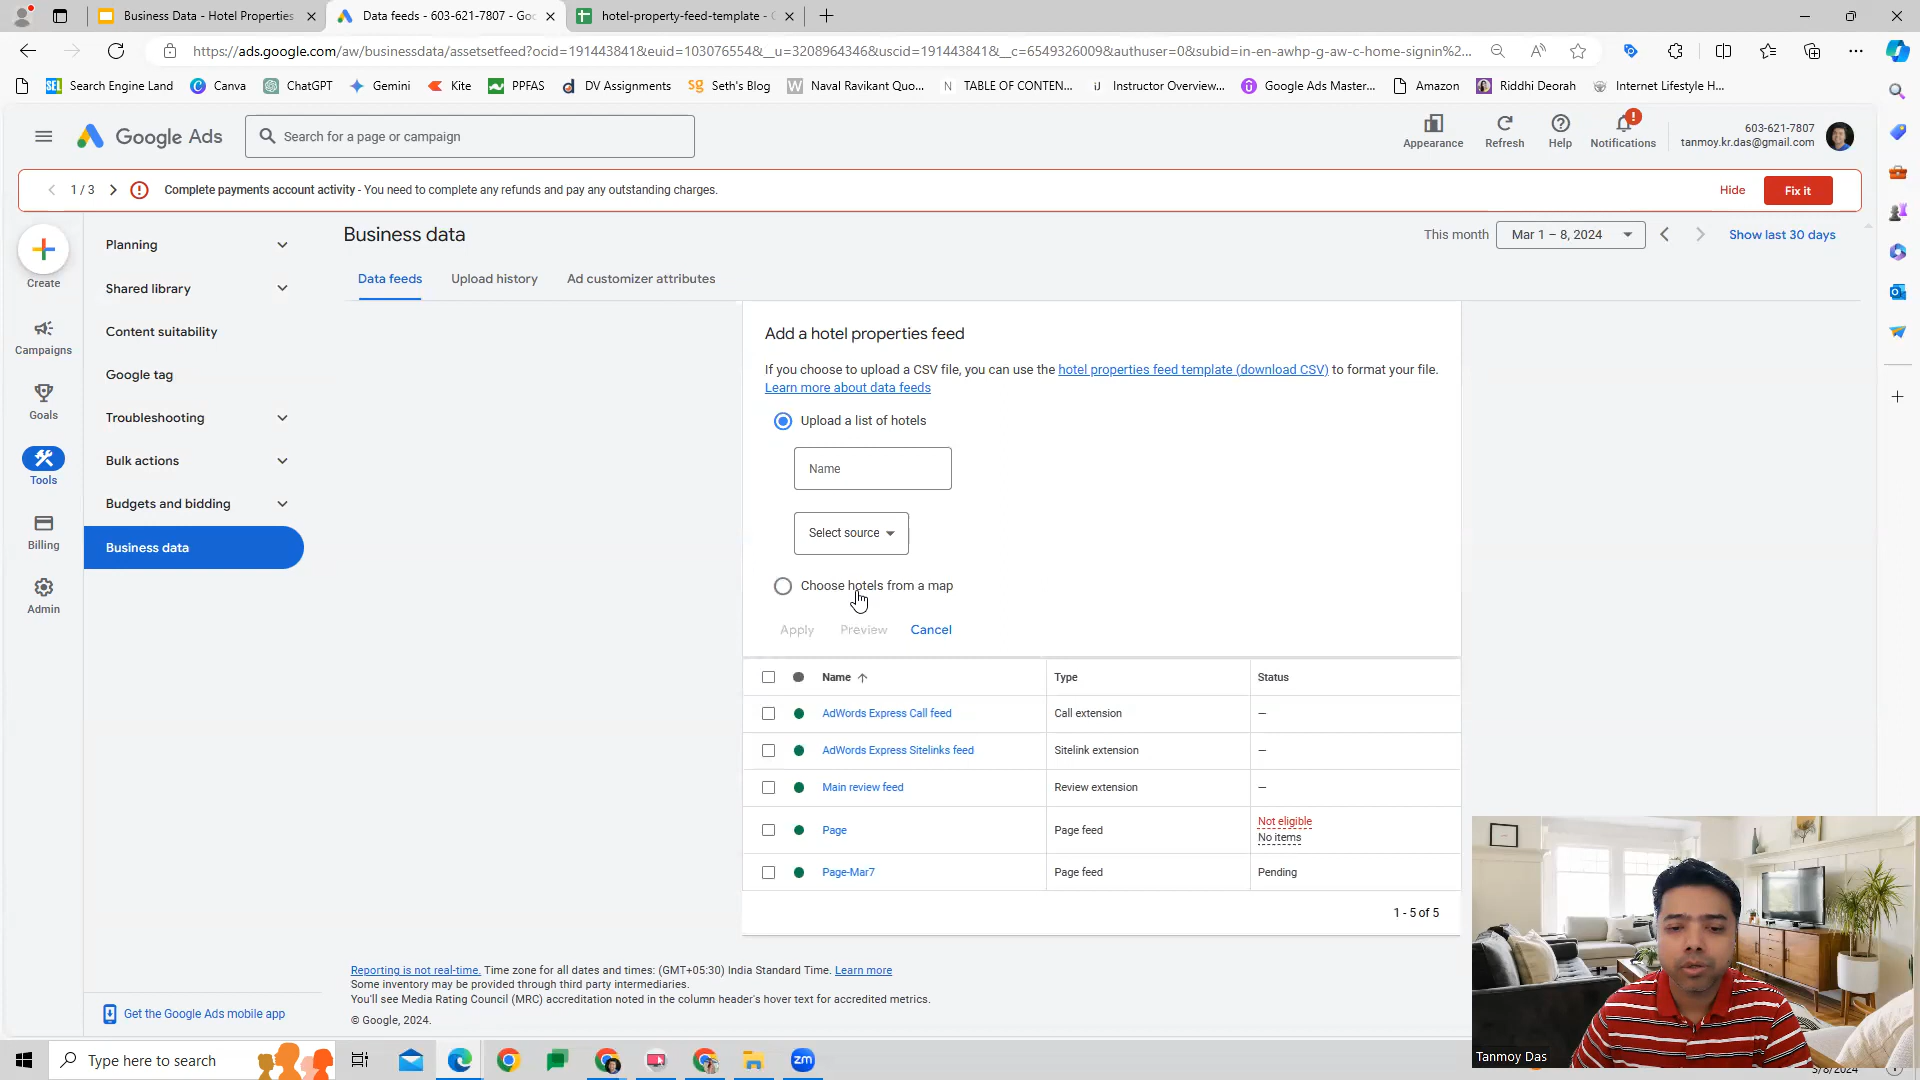 Business Data - Hotel Properties
Data feeds - 603-621-7807 - Goo
hotel-property-feed-template -
https://ads.google.com/aw/businessdata/assetsetfeed?ocid=191443841&euid=1030765544&__u=3208964346&uscid=191443841&__c=6549326009&authuser=0&subid=in-en-awhp-g-aw-c-home-signin%2...
SEL Search Engine Land
Canva
ChatGPT
Gemini
Kite
PPFAS
DV Assignments
Seth's Blog
Naval Ravikant Quo...
TABLE OF CONTEN...
Instructor Overview...
Google Ads Master...
Amazon
Riddhi Deorah
Internet Lifestyle H...
Google Ads
Search for a page or campaign
Appearance
Refresh
Help
Notifications
603-621-7807
tanmoy.kr.das@gmail.com
1 / 3
Complete payments account activity - You need to complete any refunds and pay any outstanding charges.
Hide
Fix it
Create
Campaigns
Goals
Tools
Billing
Admin
Planning
Shared library
Content suitability
Google tag
Troubleshooting
Bulk actions
Budgets and bidding
Business data
Get the Google Ads mobile app
Business data
This month
Mar 1 – 8, 2024
Show last 30 days
Data feeds
Upload history
Ad customizer attributes
Add a hotel properties feed
If you choose to upload a CSV file, you can use the hotel properties feed template (download CSV) to format your file.
Learn more about data feeds
Upload a list of hotels
Name
Select source
Choose hotels from a map
Apply Preview Cancel
Name Type Status
AdWords Express Call feed Call extension —
AdWords Express Sitelinks feed Sitelink extension —
Main review feed Review extension —
Page Page feed Not eligible
No items
Page-Mar7 Page feed Pending
1 - 5 of 5
Reporting is not real-time. Time zone for all dates and times: (GMT+05:30) India Standard Time. Learn more
Some inventory may be provided through third party intermediaries.
You'll see Media Rating Council (MRC) accreditation noted in the column header's hover text for accredited metrics.
© Google, 2024.
Tanmoy Das
Type here to search
zm
3/8/2024